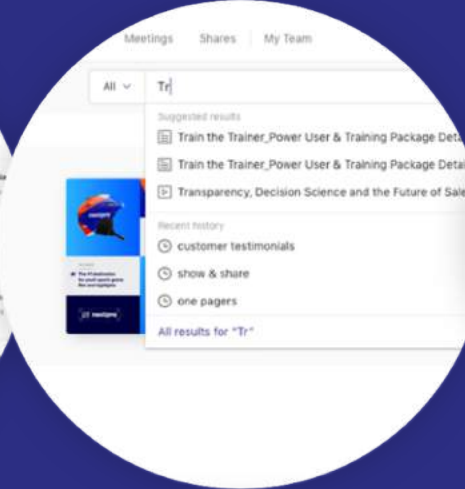 Meetings Shares My Team
All Tr
Suggested results
Train the Trainer_Power User & Training Package Deta
Train the Trainer_Power User & Training Package Detai
Transparency, Decision Science and the Future of Sale
Recent history
customer testimonials
show & share
one pagers
All results for "Tr"